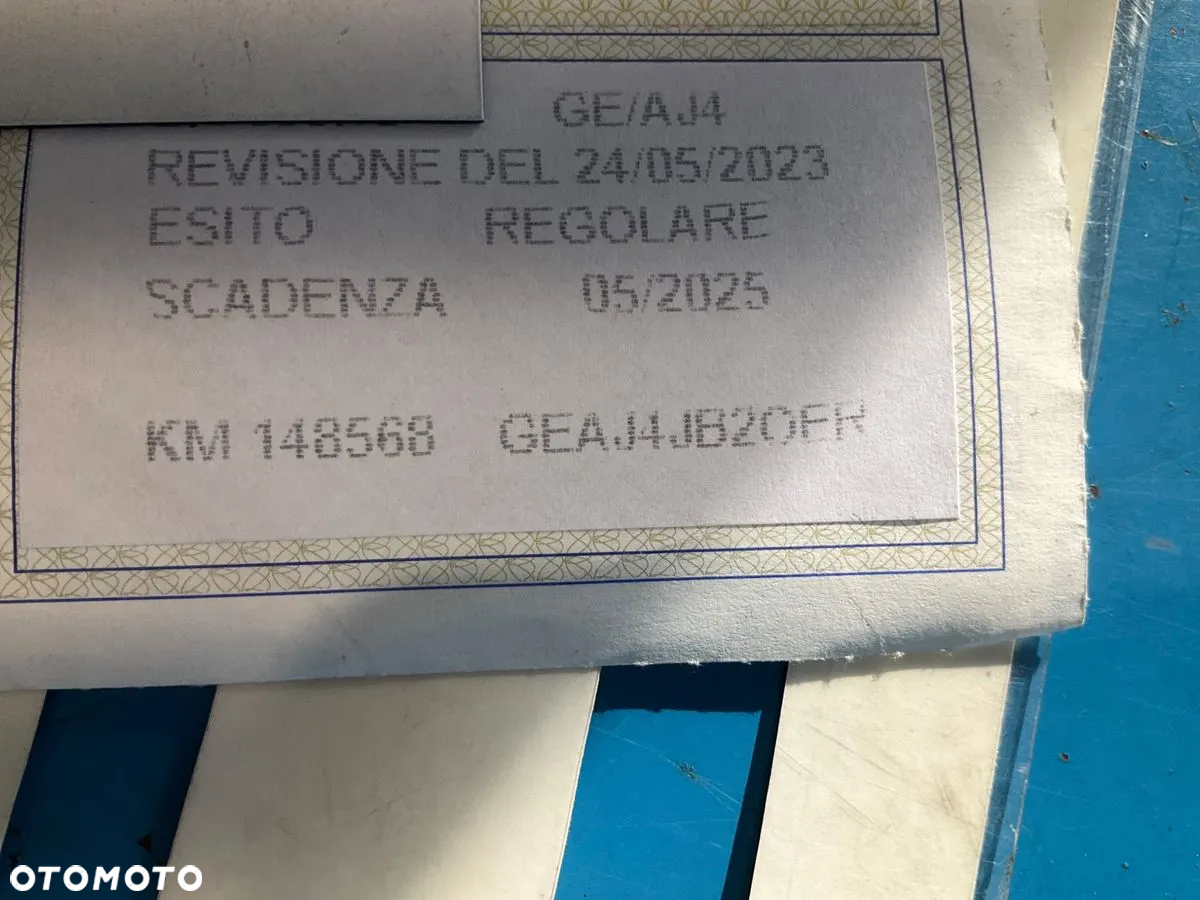 GE/AJ4
REVISIONE DEL 24/05/2023
ESITO REGOLARE
SCADENZA 05/2025
KM 148568 GEAJ4JB2OER
OTOMOTO